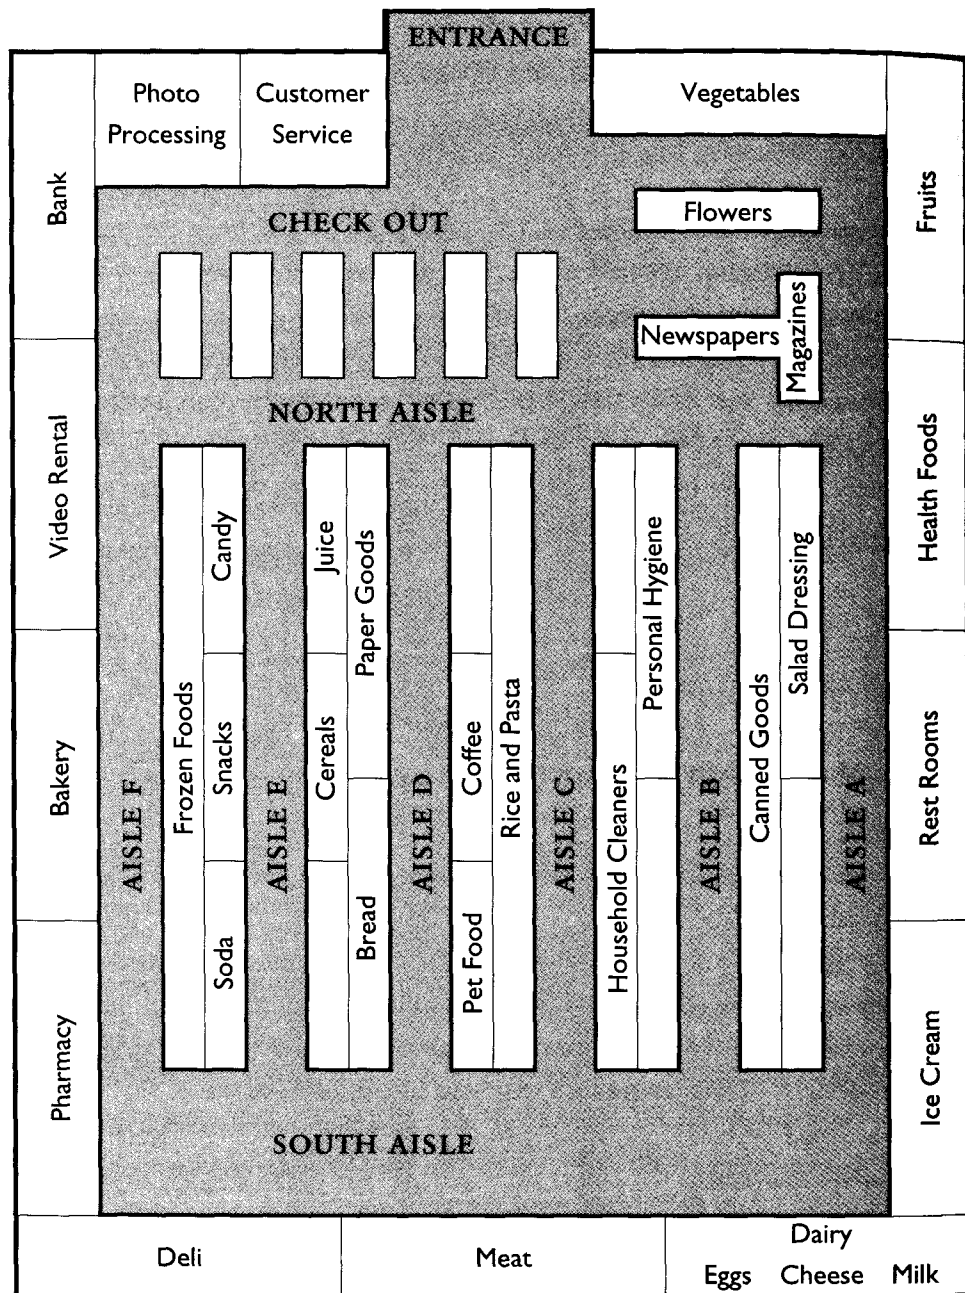 ENTRANCE
Photo
Processing
Customer
Service
Vegetables
Bank
CHECK OUT
Flowers
Fruits
Newspapers
Magazines
NORTH AISLE
Video Rental
Candy
Juice
Paper Goods
Personal Hygiene
Salad Dressing
Health Foods
Bakery
AISLE F
Frozen Foods
Snacks
AISLE E
Cereals
AISLE D
Coffee
Rice and Pasta
AISLE C
Household Cleaners
AISLE B
Canned Goods
AISLE A
Rest Rooms
Pharmacy
Soda
Bread
Pet Food
Ice Cream
SOUTH AISLE
Deli
Meat
Dairy
Eggs Cheese Milk